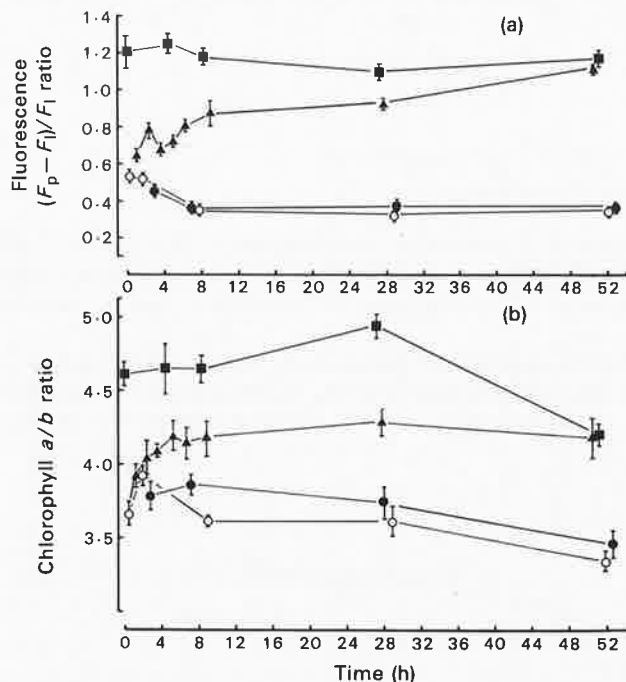 (a)
1·4
1·2
1·0
0·8
0·6
0·4
0·2
Fluorescence
(Fp − Fl)/Fl ratio
0 4 8 12 16 20 24 28 32 36 40 44 48 52
(b)
5·0
4·5
4·0
3·5
Chlorophyll a/b ratio
0 4 8 12 16 20 24 28 32 36 40 44 48 52
Time (h)